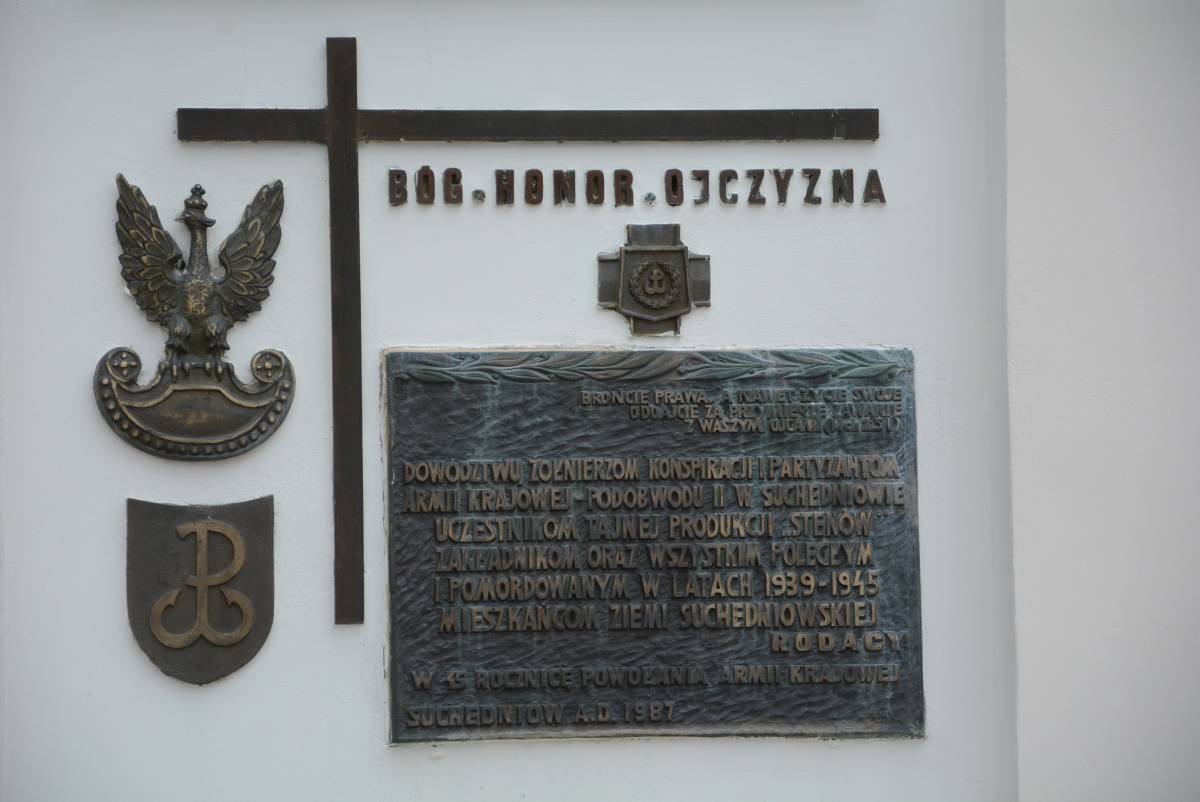 BÓG · HONOR · OJCZYZNA
BROŃCIE PRAWA, A NAWET ŻYCIE SWOJE
ODDAJCIE ZA PRZYMIERZE ZAWARTE
Z WASZYMI OJCAMI
DOWÓDZTWU ŻOŁNIERZOM KONSPIRACJI I PARTYZANTOM
ARMII KRAJOWEJ - PODOBWODU II W SUCHEDNIOWIE
UCZESTNIKOM TAJNEJ PRODUKCJI „STENÓW”
ZAKŁADNIKOM ORAZ WSZYSTKIM POLEGŁYM
I POMORDOWANYM W LATACH 1939-1945
MIESZKAŃCOM ZIEMI SUCHEDNIOWSKIEJ
RODACY
W 45 ROCZNICĘ POWOŁANIA ARMII KRAJOWEJ
SUCHEDNIÓW A.D. 1987